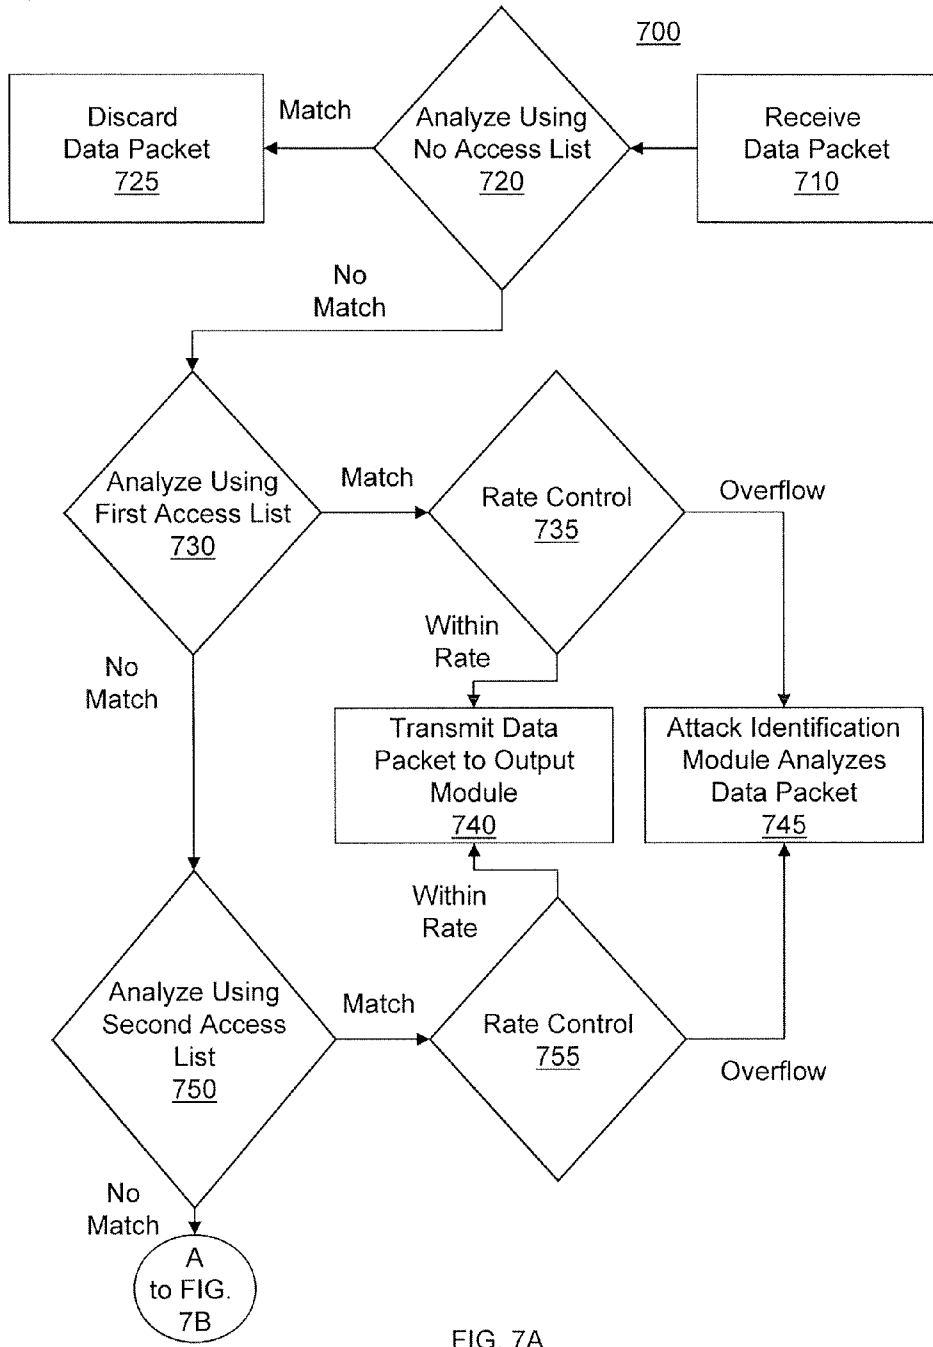 700
Receive
Data Packet
710
Analyze Using
No Access List
720
Match
Discard
Data Packet
725
No
Match
Analyze Using
First Access List
730
Match
Rate Control
735
Overflow
Within
Rate
No
Match
Transmit Data
Packet to Output
Module
740
Attack Identification
Module Analyzes
Data Packet
745
Within
Rate
Analyze Using
Second Access
List
750
Match
Rate Control
755
Overflow
No
Match
A
to FIG.
7B
FIG. 7A